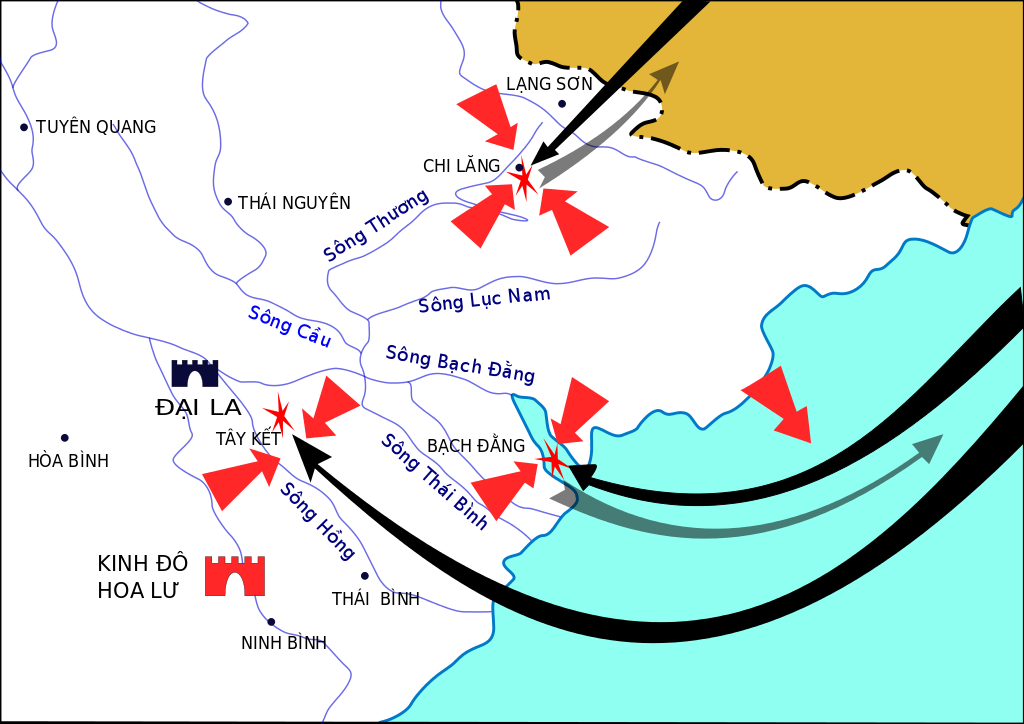 LẠNG SƠN
TUYÊN QUANG
CHI LĂNG
THÁI NGUYÊN
Sông Thương
Sông Lục Nam
Sông Cầu
Sông Bạch Đằng
ĐẠI LA
TÂY KẾT
BẠCH ĐẰNG
HÒA BÌNH
Sông Thái Bình
Sông Hồng
KINH ĐÔ
HOA LƯ
THÁI BÌNH
NINH BÌNH